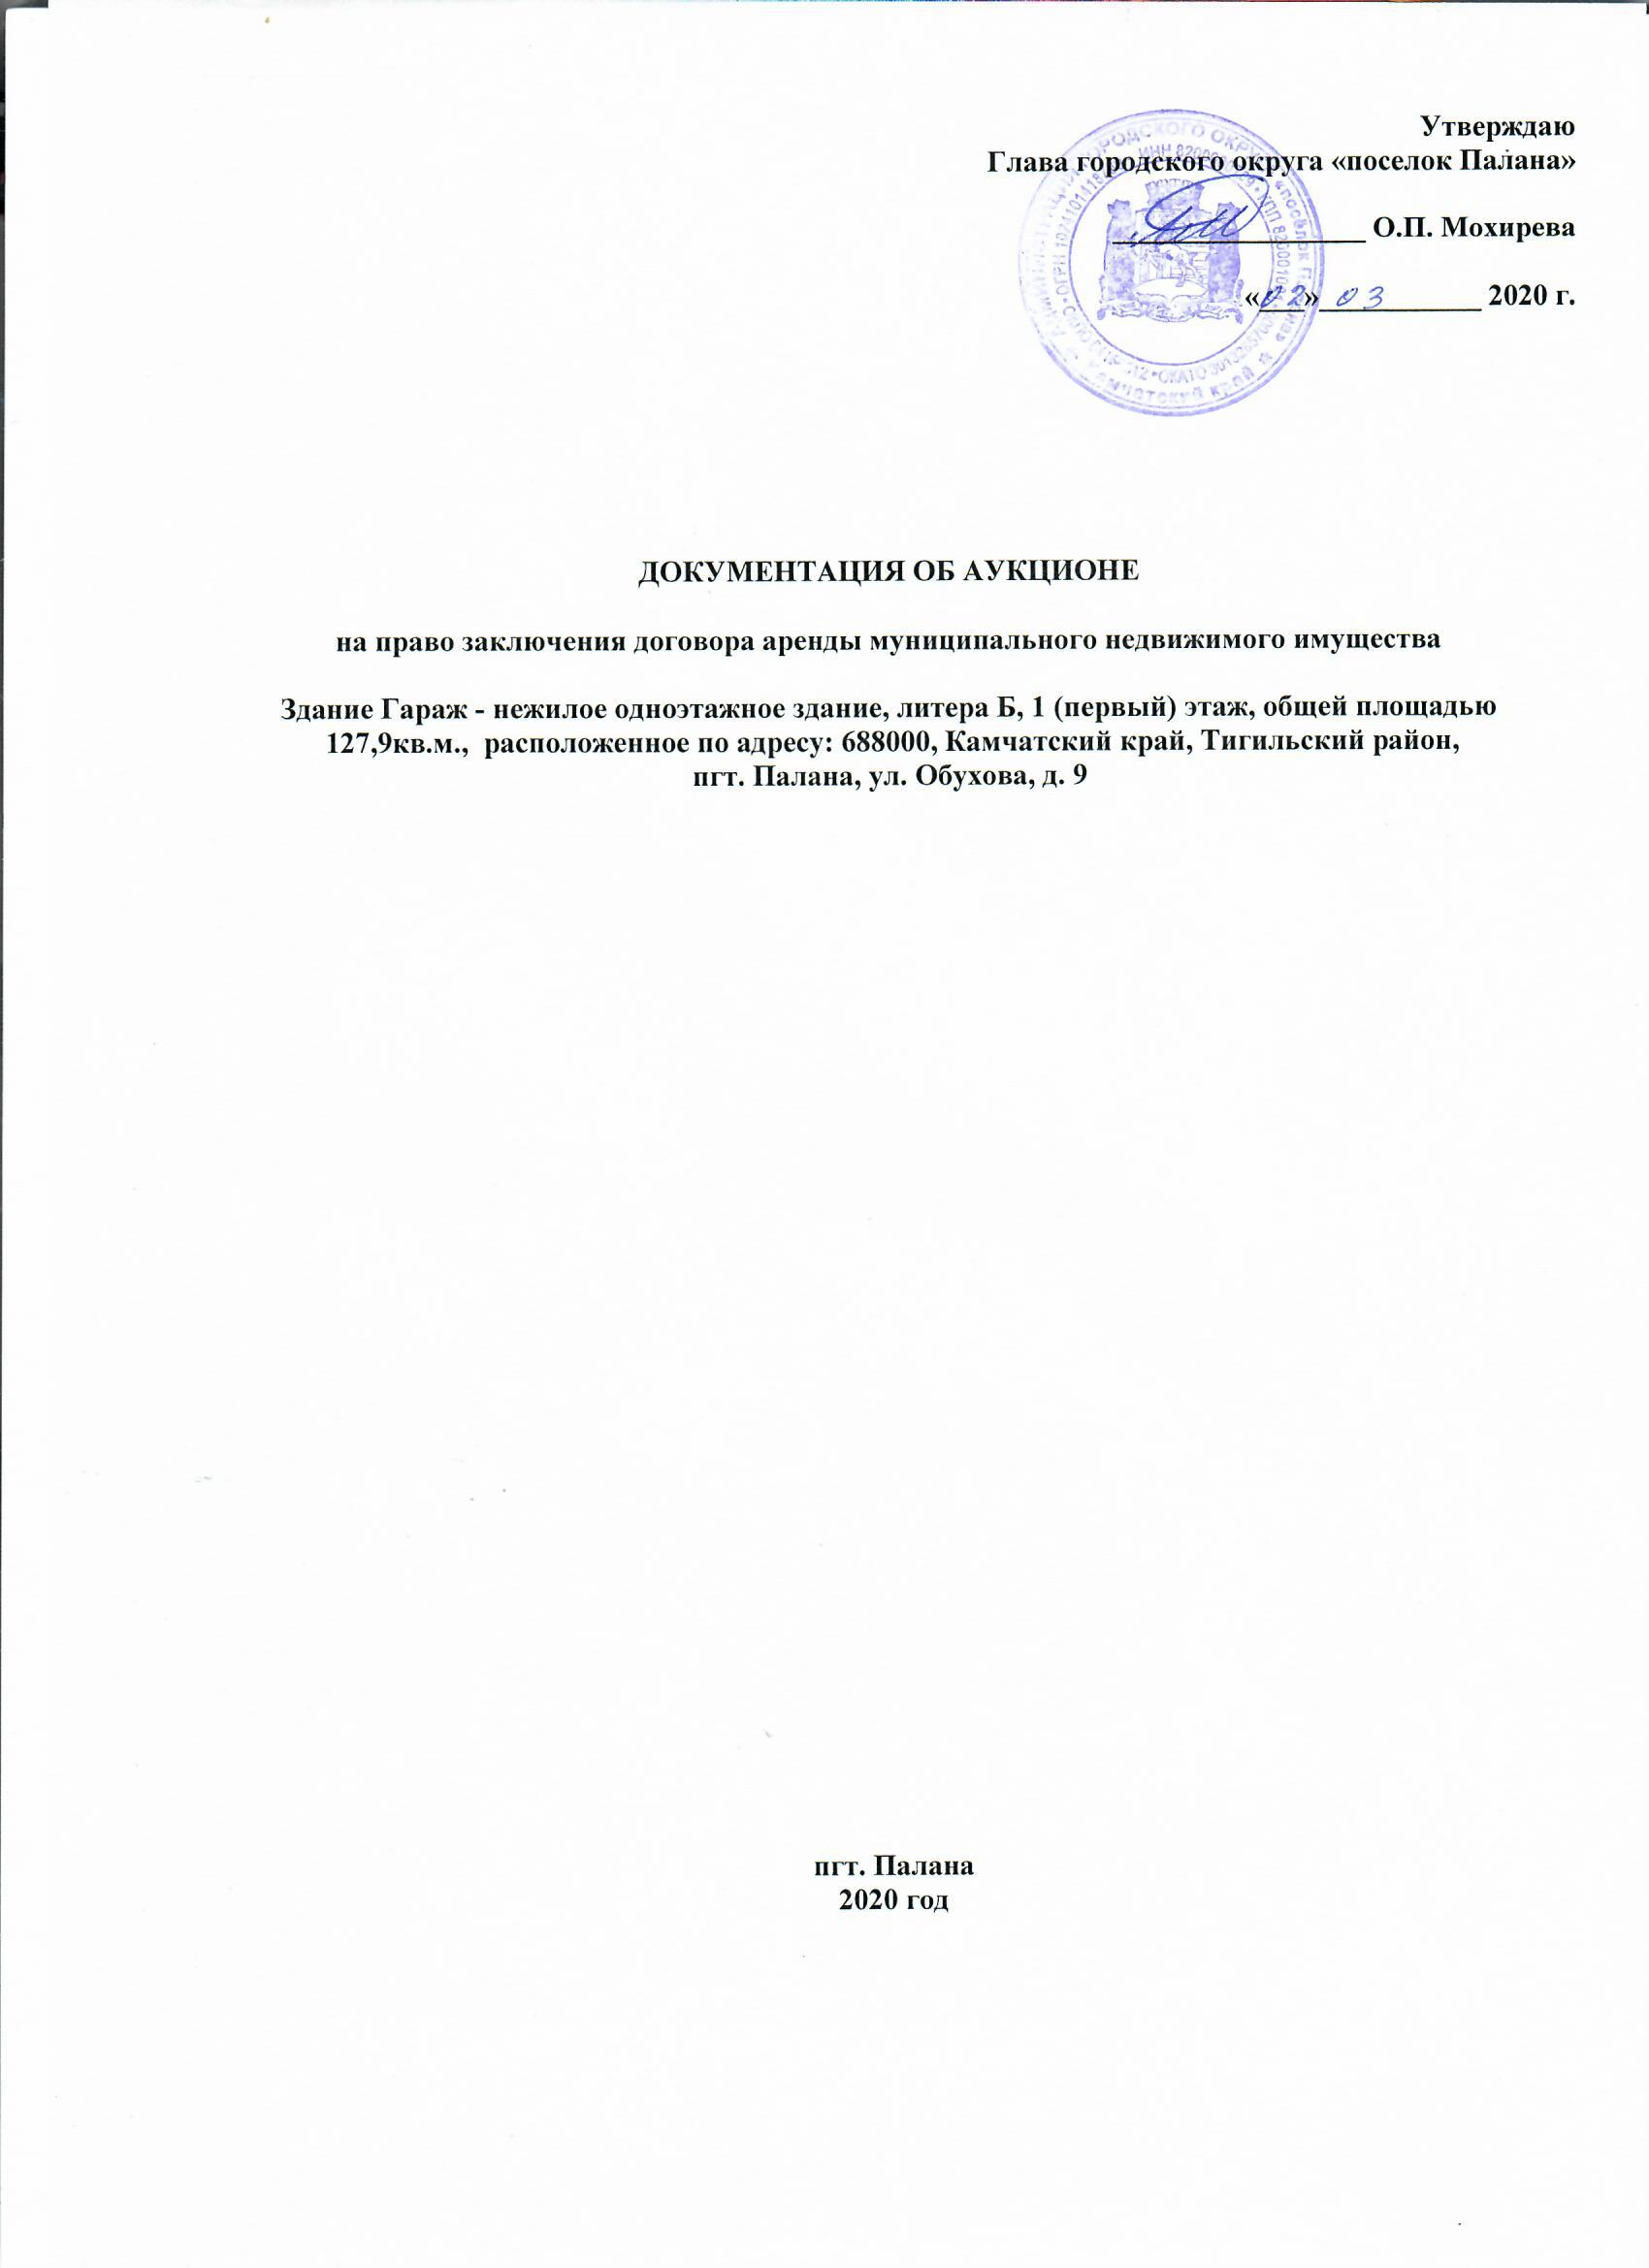 Утверждаю
Глава городского округа «поселок Палана»
О.П. Мохирева
«02» 03 2020 г.
ДОКУМЕНТАЦИЯ ОБ АУКЦИОНЕ
на право заключения договора аренды муниципального недвижимого имущества
Здание Гараж - нежилое одноэтажное здание, литера Б, 1 (первый) этаж, общей площадью
127,9кв.м., расположенное по адресу: 688000, Камчатский край, Тигильский район,
пгт. Палана, ул. Обухова, д. 9
пгт. Палана
2020 год